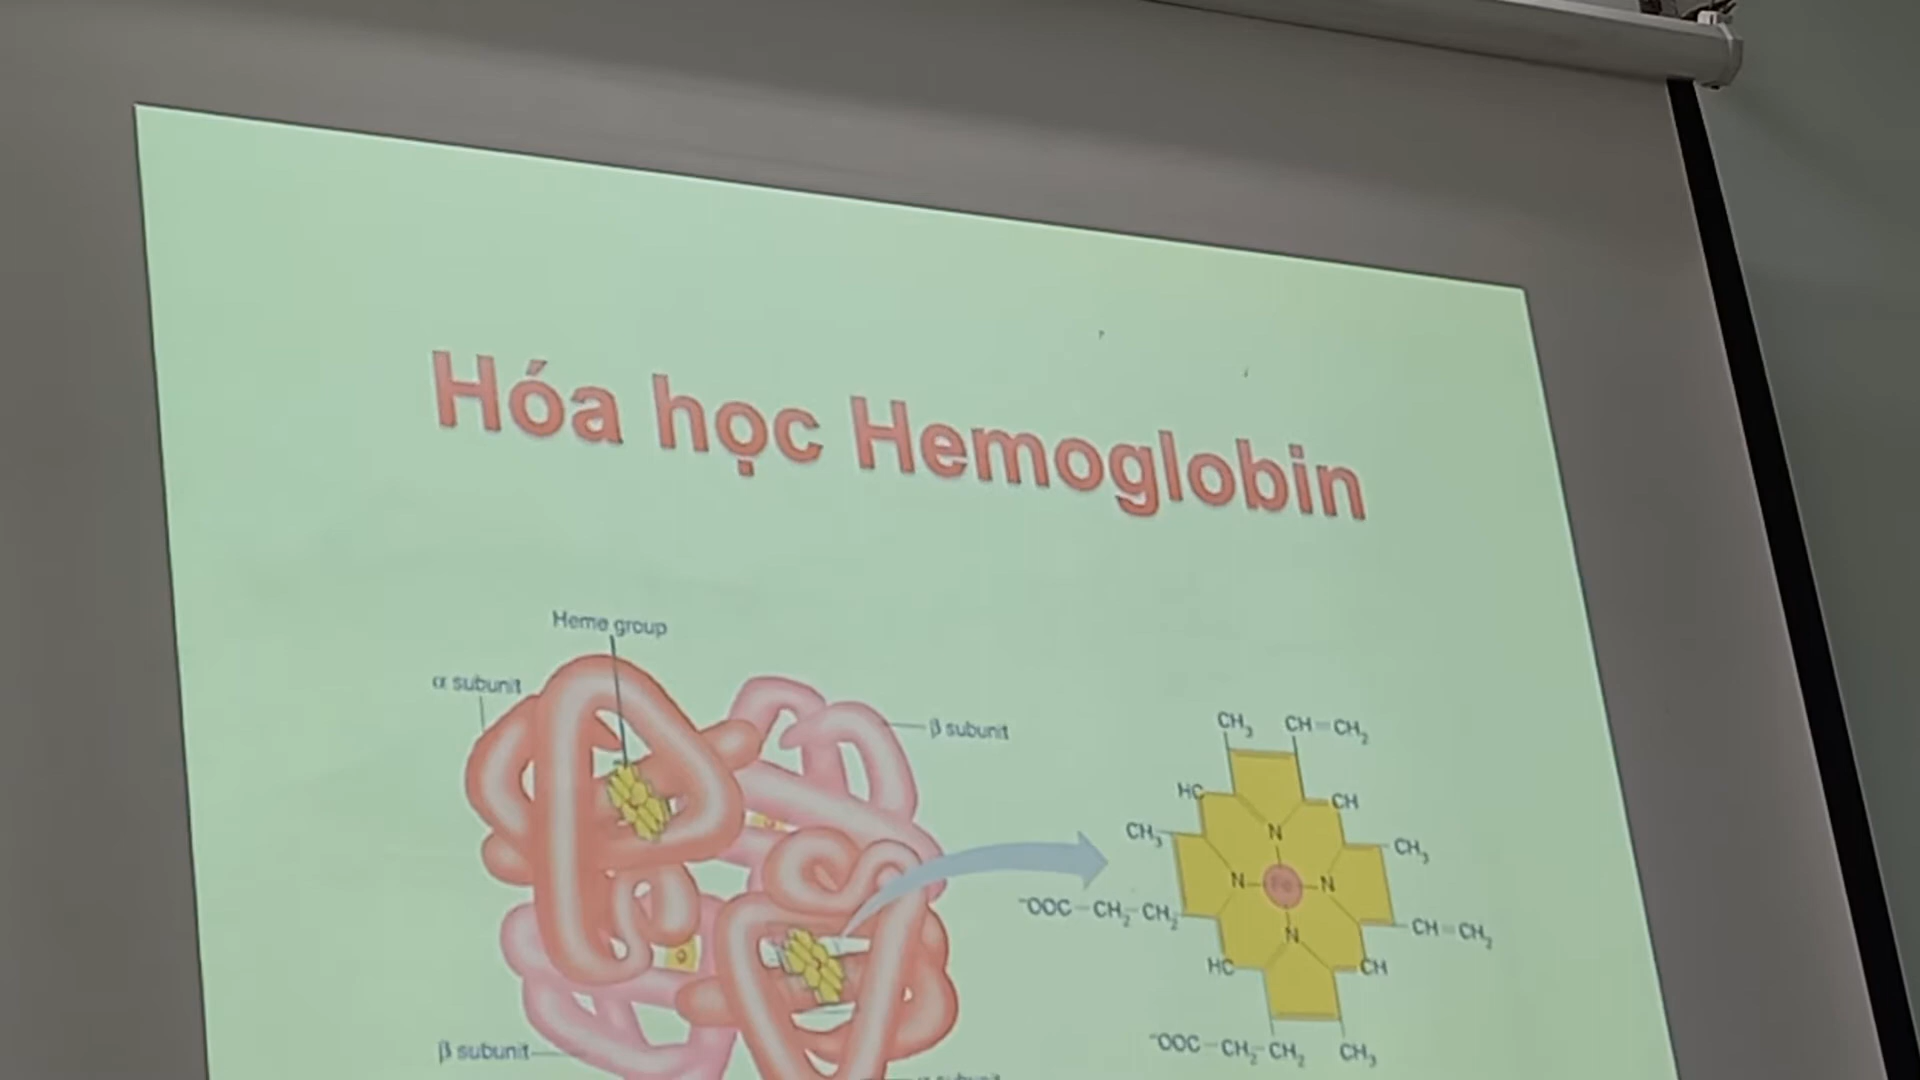 Hóa học Hemoglobin
Heme group
α subunit
β subunit
β subunit
CH₃ CH=CH₂
HC CH
CH₃ N CH₃
N Fe N
⁻OOC-CH₂-CH₂ N CH=CH₂
HC CH
⁻OOC-CH₂-CH₂ CH₃